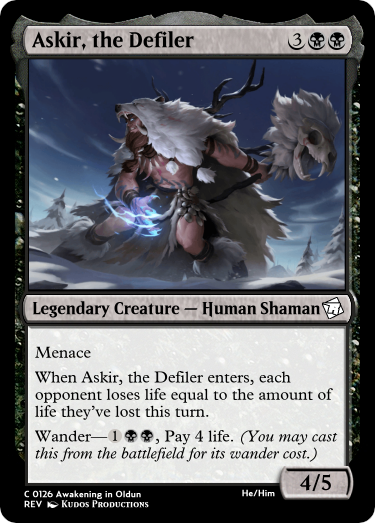 Askir, the Defiler 3
Legendary Creature — Human Shaman
Menace
When Askir, the Defiler enters, each
opponent loses life equal to the amount of
life they've lost this turn.
Wander—1, Pay 4 life. (You may cast
this from the battlefield for its wander cost.)
4/5
C 0126 Awakening in Oldun He/Him
REV Kudos Productions